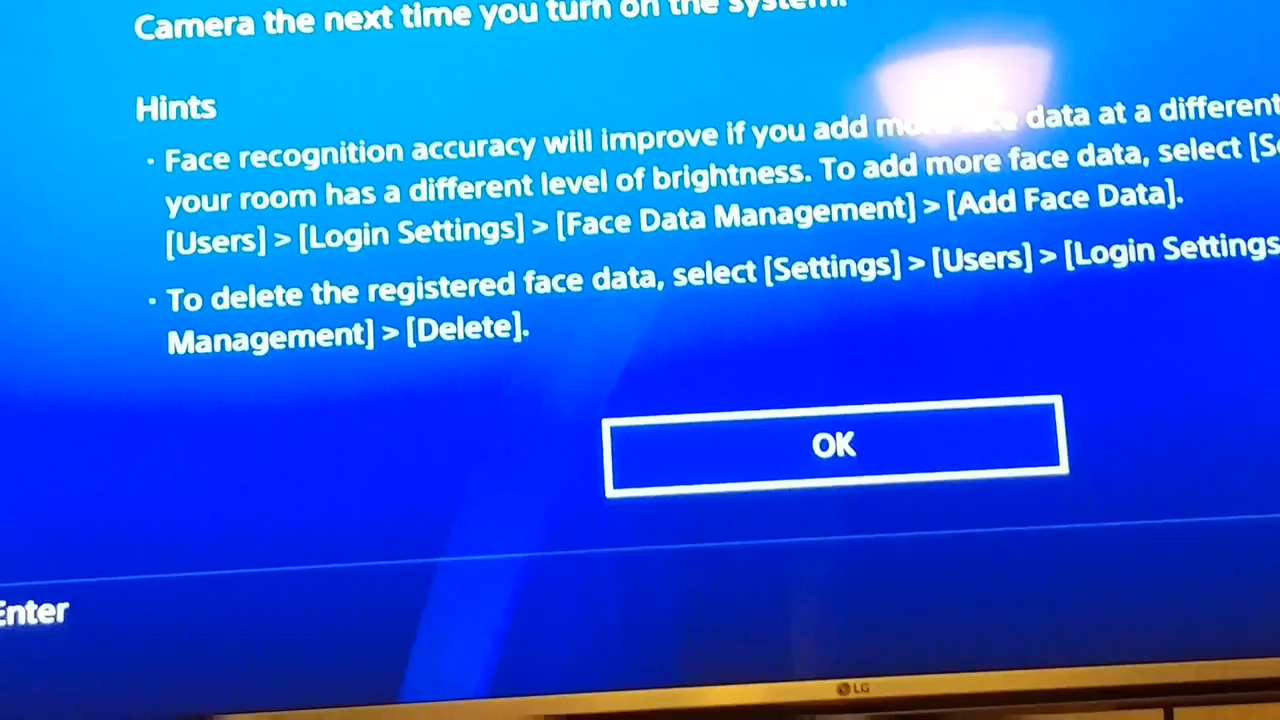 Camera the next time you turn on the system.
Hints
· Face recognition accuracy will improve if you add more face data at a different
your room has a different level of brightness. To add more face data, select [Se
[Users] > [Login Settings] > [Face Data Management] > [Add Face Data].
· To delete the registered face data, select [Settings] > [Users] > [Login Settings
Management] > [Delete].
OK
Enter
LG